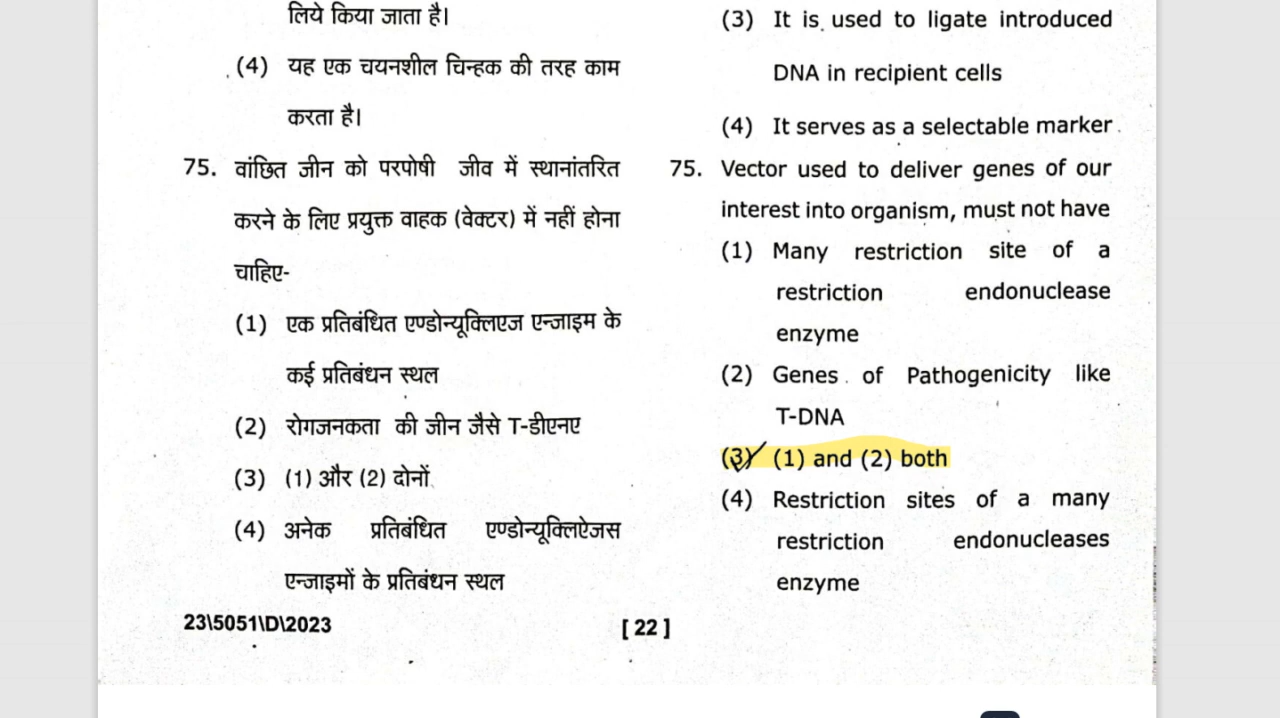 लिये किया जाता है।
(4) यह एक चयनशील चिन्हक की तरह काम
करता है।
75. वांछित जीन को परपोषी जीव में स्थानांतरित
करने के लिए प्रयुक्त वाहक (वेक्टर) में नहीं होना
चाहिए-
(1) एक प्रतिबंधित एण्डोन्यूक्लिएज एन्जाइम के
कई प्रतिबंधन स्थल
(2) रोगजनकता की जीन जैसे T-डीएनए
(3) (1) और (2) दोनों
(4) अनेक प्रतिबंधित एण्डोन्यूक्लिऐजस
एन्जाइमों के प्रतिबंधन स्थल
(3) It is used to ligate introduced
DNA in recipient cells
(4) It serves as a selectable marker
75. Vector used to deliver genes of our
interest into organism, must not have
(1) Many restriction site of a
restriction endonuclease
enzyme
(2) Genes of Pathogenicity like
T-DNA
(3) (1) and (2) both
(4) Restriction sites of a many
restriction endonucleases
enzyme
23\5051\D\2023
[ 22 ]